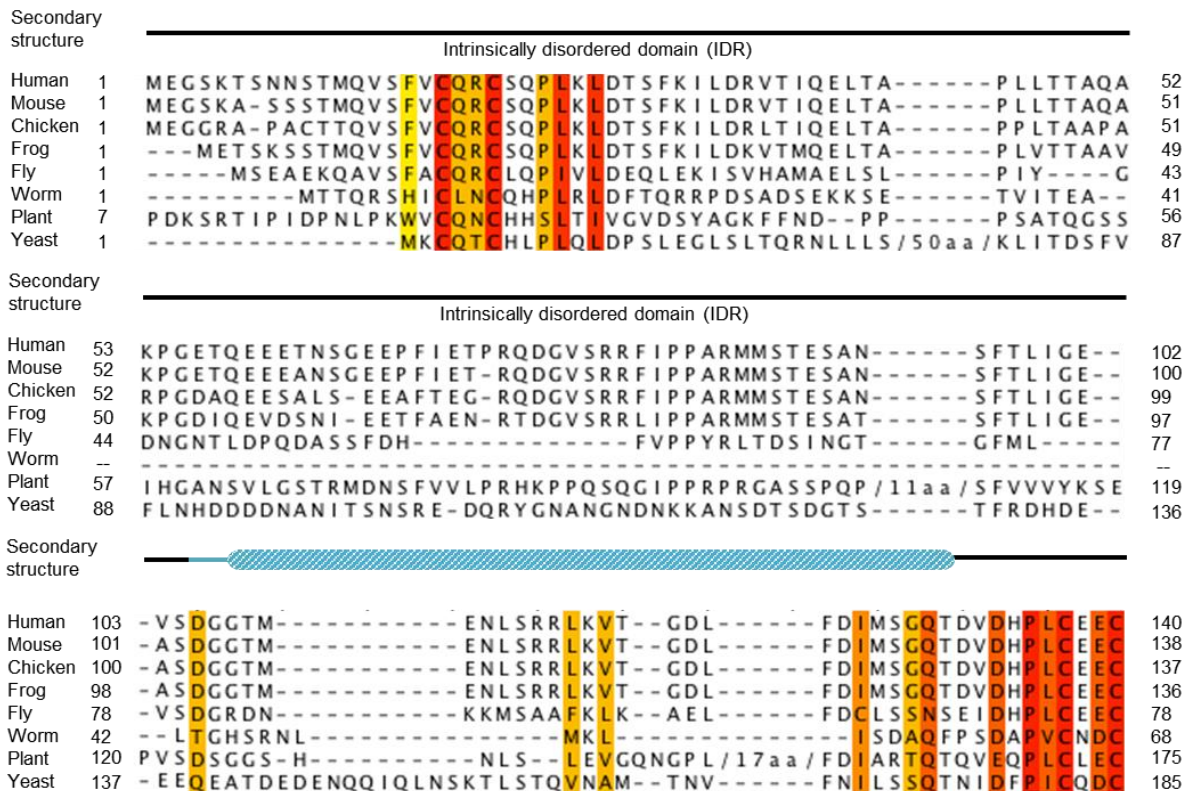 Secondary
structure
Intrinsically disordered domain (IDR)
Human 1 MEGSKTSNNSTMQVSFVCQRCSQPLKLDTSFKILDRVTIQELTA------PLLTTAQA 52
Mouse 1 MEGSKA-SSSTMQVSFVCQRCSQPLKLDTSFKILDRVTIQELTA------PLLTTAQA 51
Chicken 1 MEGGRA-PACTTQVSFVCQRCSQPLKLDTSFKILDRLTIQELTA------PPLTAAPA 51
Frog 1 ---METSKSSTMQVSFVCQRCSQPLKLDTSFKILDKVTMQELTA------PLVTTAAV 49
Fly 1 -----MSEAEKQAVSFACQRCLQPIVLDEQLEKISVHAMAELSL------PIY----G 43
Worm 1 ---------MTTQRSHICLNCQHPLRLDFTQRRPDSADSEKKSE------TVITEA-- 41
Plant 7 PDKSRTIPIDPNLPKWVCQNCHHSLTIVGVDSYAGKFFND--PP------PSATQGSS 56
Yeast 1 ---------------MKCQTCHLPLQLDPSLEGLSLTQRNLLLS/50aa/KLITDSFV 87
Secondary
structure
Intrinsically disordered domain (IDR)
Human 53 KPGETQEEETNSGEEPFIETPRQDGVSRRFIPPARMMSTESAN------SFTLIGE-- 102
Mouse 52 KPGETQEEEANSGEEPFIET-RQDGVSRRFIPPARMMSTESAN------SFTLIGE-- 100
Chicken 52 RPGDAQEESALS-EEAFTEG-RQDGVSRRFIPPARMMSTESAN------SFTLIGE-- 99
Frog 50 KPGDIQEVDSNI-EETFAEN-RTDGVSRRLIPPARMMSTESAT------SFTLIGE-- 97
Fly 44 DNGNTLDPQDASSFDH-------------FVPPYRLTDSINGT------GFML----- 77
Worm -- ---------------------------------------------------------- --
Plant 57 IHGANSVLGSTRMDNSFVVLPRHKPPQSQGIPPRPRGASSPQP/11aa/SFVVVYKSE 119
Yeast 88 FLNHDDDDNANITSNSRE-DQRYGNANGNDNKKANSDTSDGTS------TFRDHDE-- 136
Secondary
structure
Human 103 -VSDGGTM-----------ENLSRRLKVT--GDL------FDIMSGQTDVDHPLCEEC 140
Mouse 101 -ASDGGTM-----------ENLSRRLKVT--GDL------FDIMSGQTDVDHPLCEEC 138
Chicken 100 -ASDGGTM-----------ENLSRRLKVT--GDL------FDIMSGQTDVDHPLCEEC 137
Frog 98 -ASDGGTM-----------ENLSRRLKVT--GDL------FDIMSGQTDVDHPLCEEC 136
Fly 78 -VSDGRDN-----------KKMSAAFKLK--AEL------FDCLSSNSEIDHPLCEEC 78
Worm 42 --LTGHSRNL---------------MKL--------------ISDAQFPSDAPVCNDC 68
Plant 120 PVSDSGGS-H---------NLS--LEVGQNGPL/17aa/FDIARTQTQVEQPLCLEC 175
Yeast 137 -EEQEATDEDENQQIQLNSKTLSTQVNAM--TNV------FNILSSQTNIDFPICQDC 185